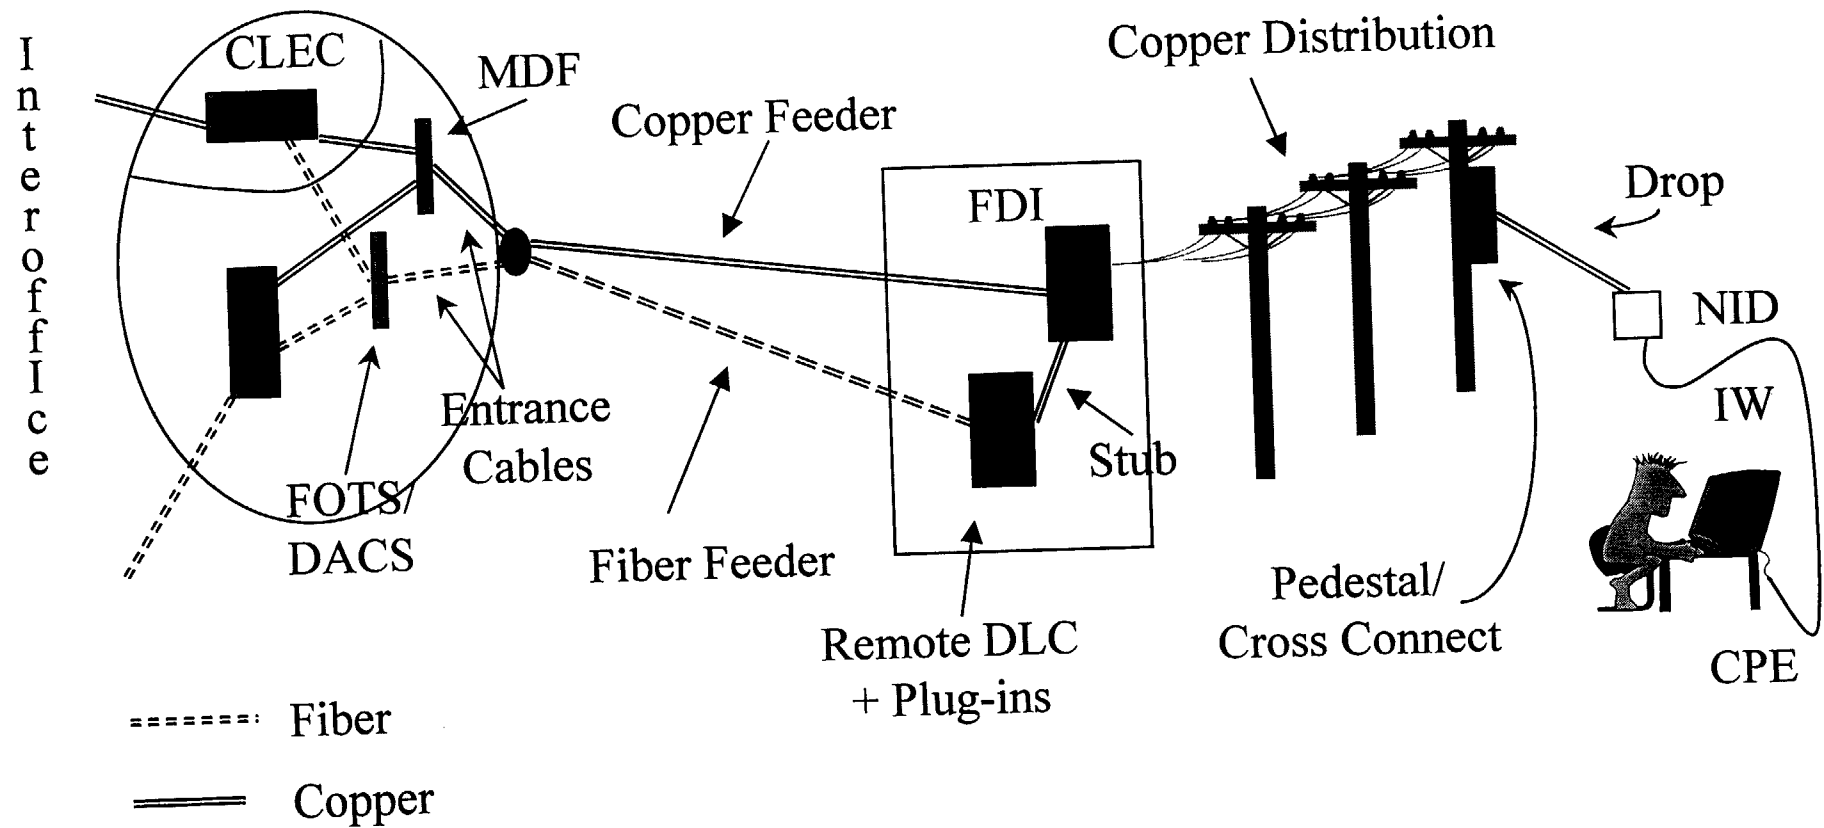 InteroffIce
CLEC
MDF
Copper Feeder
Copper Distribution
FDI
Drop
NID
IW
Entrance
Cables
Stub
FOTS/
DACS
Fiber Feeder
Remote DLC
+ Plug-ins
Pedestal/
Cross Connect
CPE
Fiber
Copper